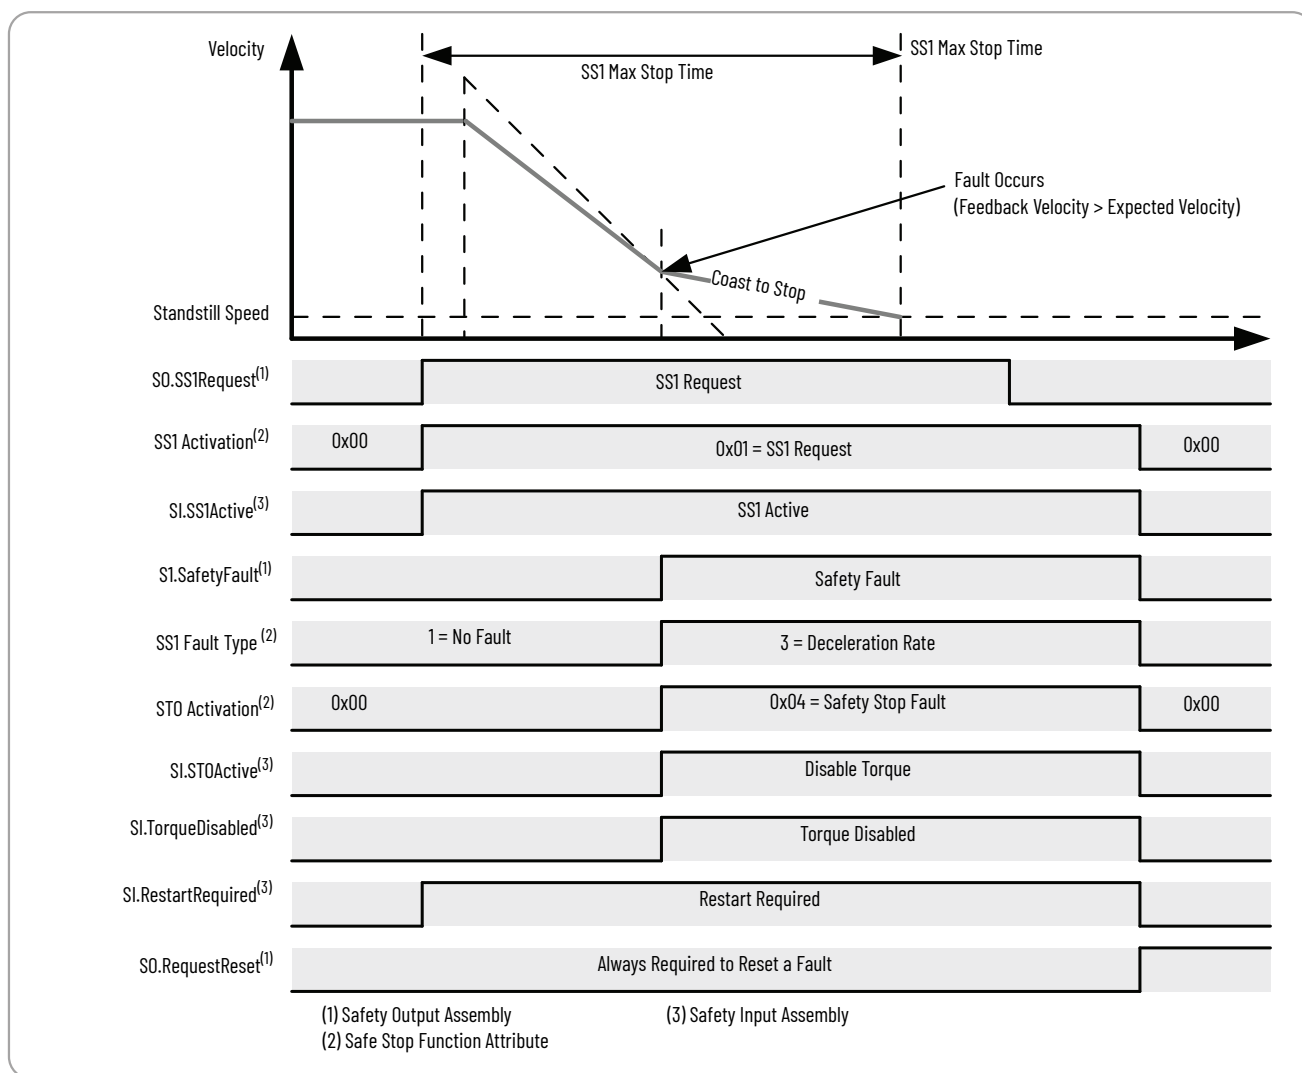 Velocity
SS1 Max Stop Time
SS1 Max Stop Time
Fault Occurs
(Feedback Velocity > Expected Velocity)
Coast to Stop
Standstill Speed
SO.SS1Request(1)
SS1 Request
SS1 Activation(2)
0x00
0x01 = SS1 Request
0x00
SI.SS1Active(3)
SS1 Active
S1.SafetyFault(1)
Safety Fault
SS1 Fault Type (2)
1 = No Fault
3 = Deceleration Rate
STO Activation(2)
0x00
0x04 = Safety Stop Fault
0x00
SI.STOActive(3)
Disable Torque
SI.TorqueDisabled(3)
Torque Disabled
SI.RestartRequired(3)
Restart Required
SO.RequestReset(1)
Always Required to Reset a Fault
(1) Safety Output Assembly
(3) Safety Input Assembly
(2) Safe Stop Function Attribute